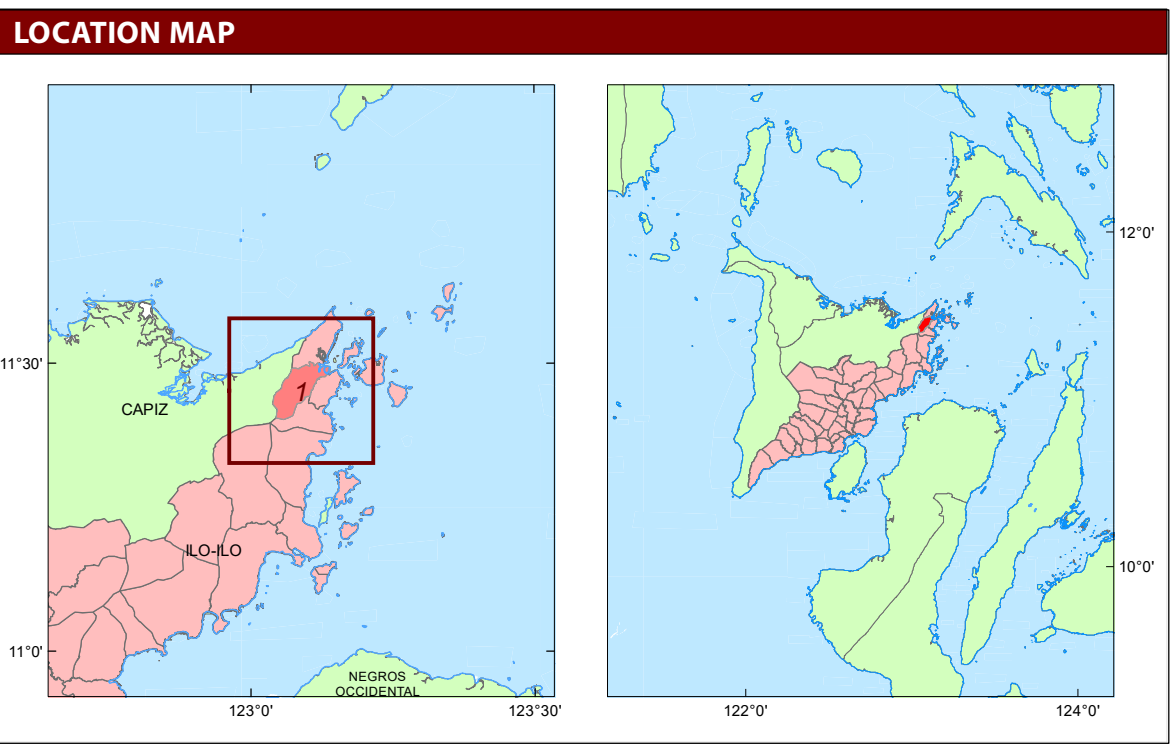 LOCATION MAP
11°30'
CAPIZ
1
ILO-ILO
11°0'
NEGROS
OCCIDENTAL
123°0'
123°30'
12°0'
10°0'
122°0'
124°0'